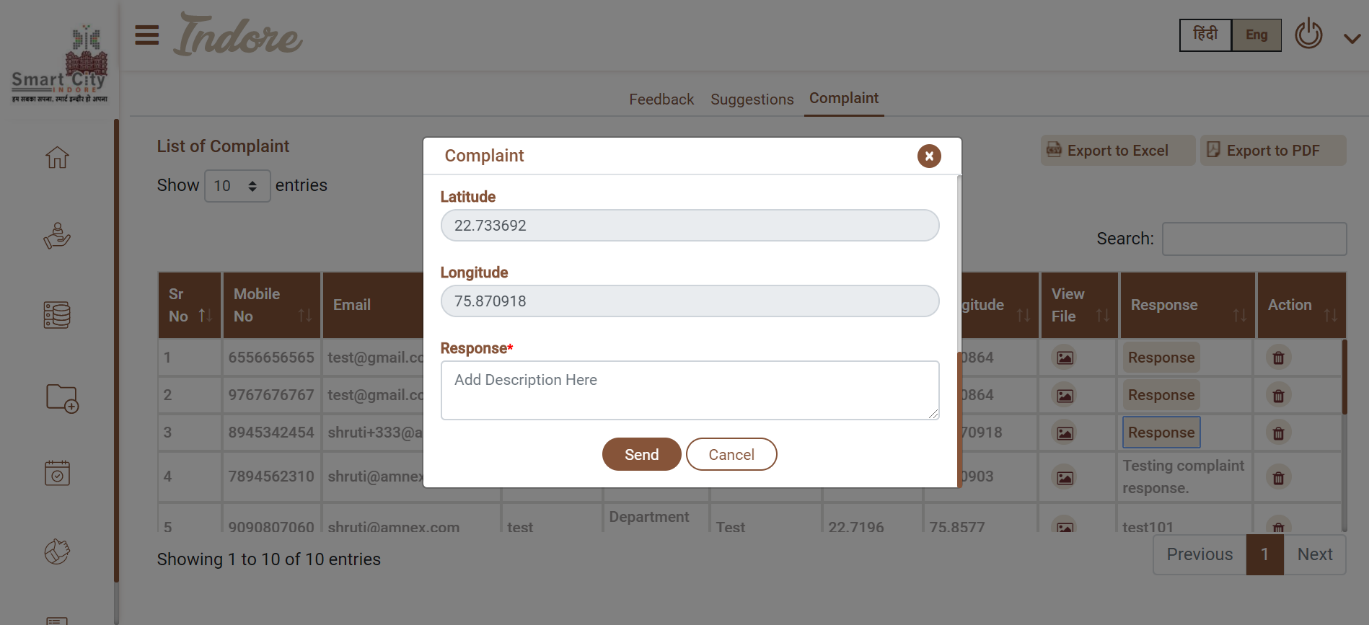 Smart City
INDORE
Indore
हिंदी
Eng
Feedback
Suggestions
Complaint
List of Complaint
Export to Excel
Export to PDF
Show 10 entries
Search:
Complaint
Latitude
22.733692
Longitude
75.870918
Response*
Add Description Here
Send
Cancel
Sr No
Mobile No
Email
gitude
View File
Response
Action
1 6556656565 test@gmail.co 0864 Response
2 9767676767 test@gmail.co 0864 Response
3 8945342454 shruti+333@a 70918 Response
4 7894562310 shruti@amnex 0903 Testing complaint
response.
5 9090807060 shruti@amnex.com test Department Test 22.7196 75.8577 test101
Showing 1 to 10 of 10 entries
Previous 1 Next